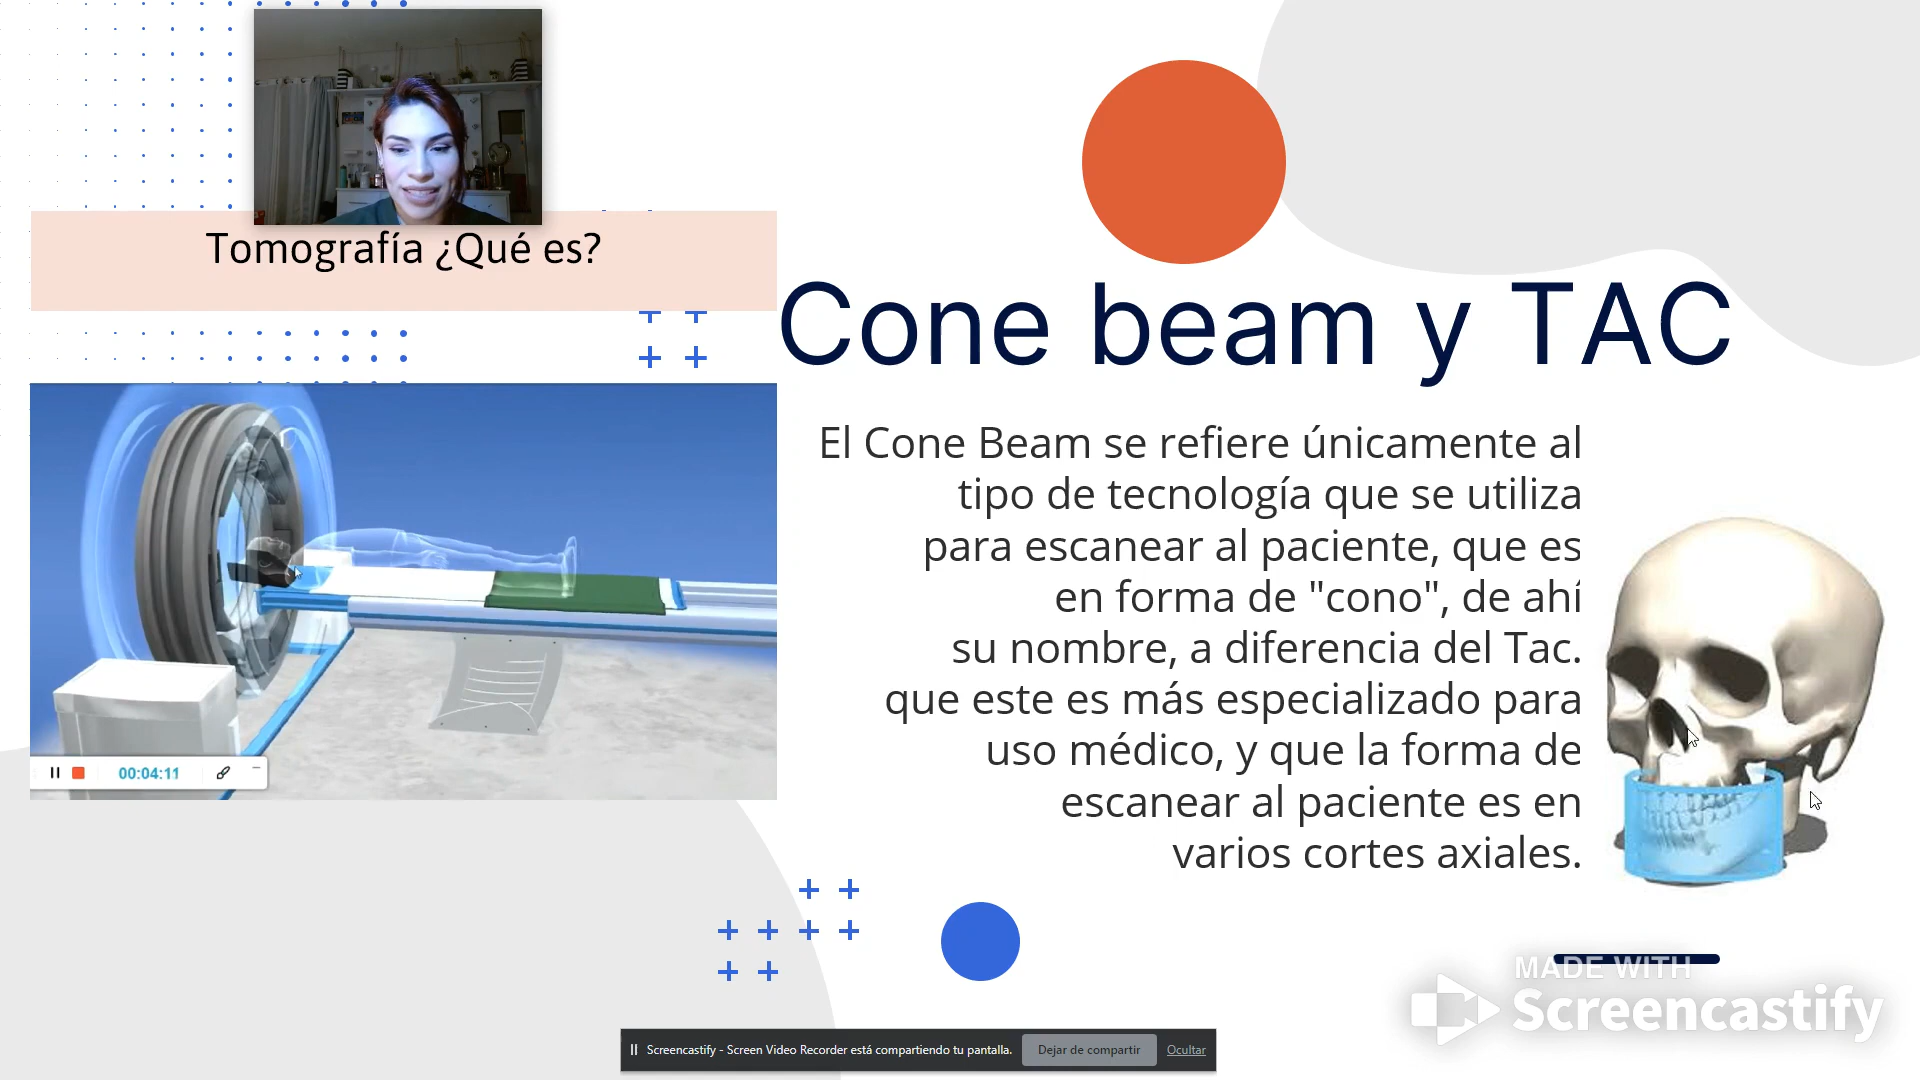 Tomografía ¿Qué es?
Cone beam y TAC
El Cone Beam se refiere únicamente al
tipo de tecnología que se utiliza
para escanear al paciente, que es
en forma de "cono", de ahí
su nombre, a diferencia del Tac.
que este es más especializado para
uso médico, y que la forma de
escanear al paciente es en
varios cortes axiales.
00:04:11
MADE WITH
Screencastify
Screencastify - Screen Video Recorder está compartiendo tu pantalla.
Dejar de compartir
Ocultar